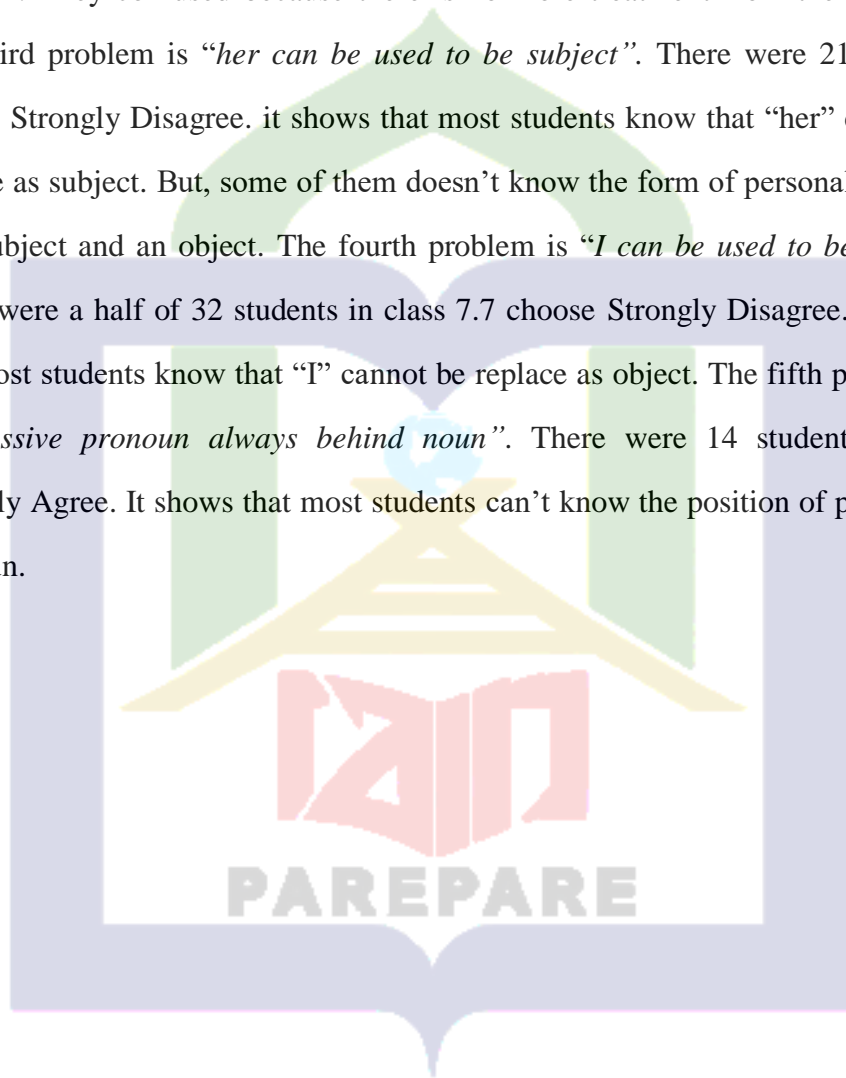 ird problem is “her can be used to be subject”. There were 21
Strongly Disagree. it shows that most students know that “her”
e as subject. But, some of them doesn’t know the form of personal
ubject and an object. The fourth problem is “I can be used to be
were a half of 32 students in class 7.7 choose Strongly Disagree.
ost students know that “I” cannot be replace as object. The fifth p
ssive pronoun always behind noun”. There were 14 student
ly Agree. It shows that most students can’t know the position of p
un.
iain
PAREPARE